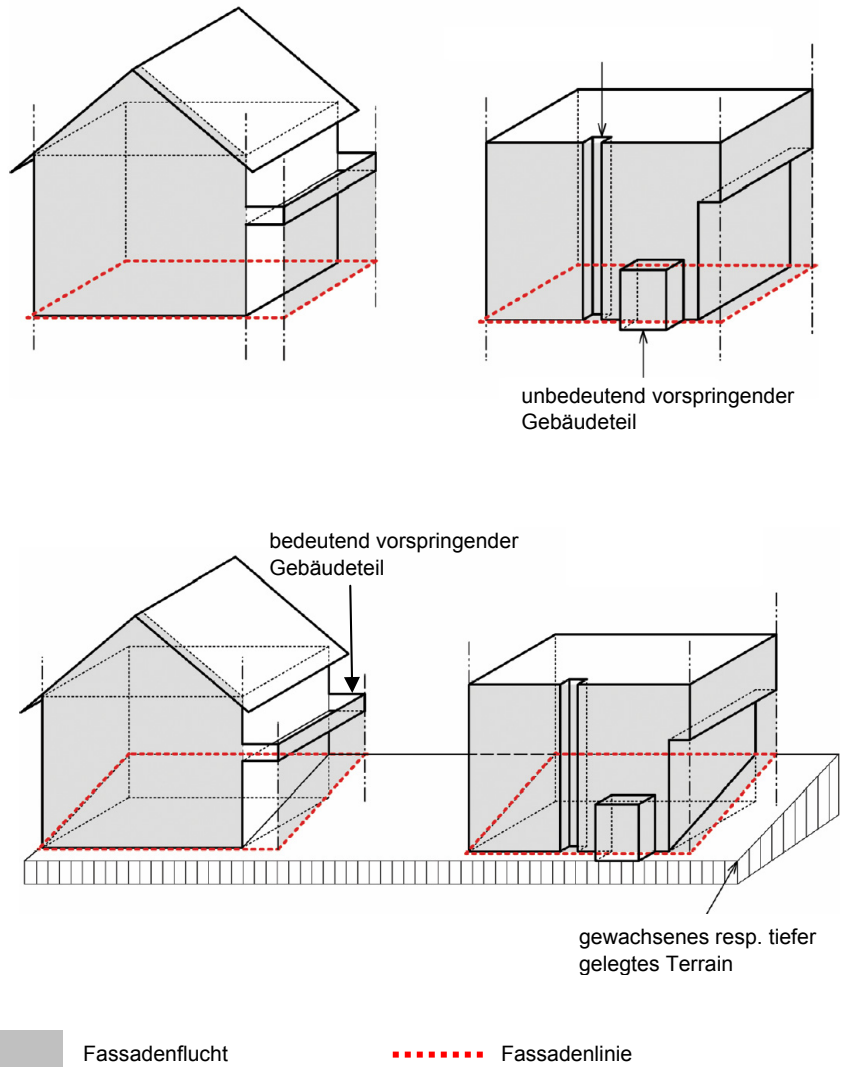 unbedeutend vorspringender
Gebäudeteil
bedeutend vorspringender
Gebäudeteil
gewachsenes resp. tiefer
gelegtes Terrain
Fassadenflucht
Fassadenlinie